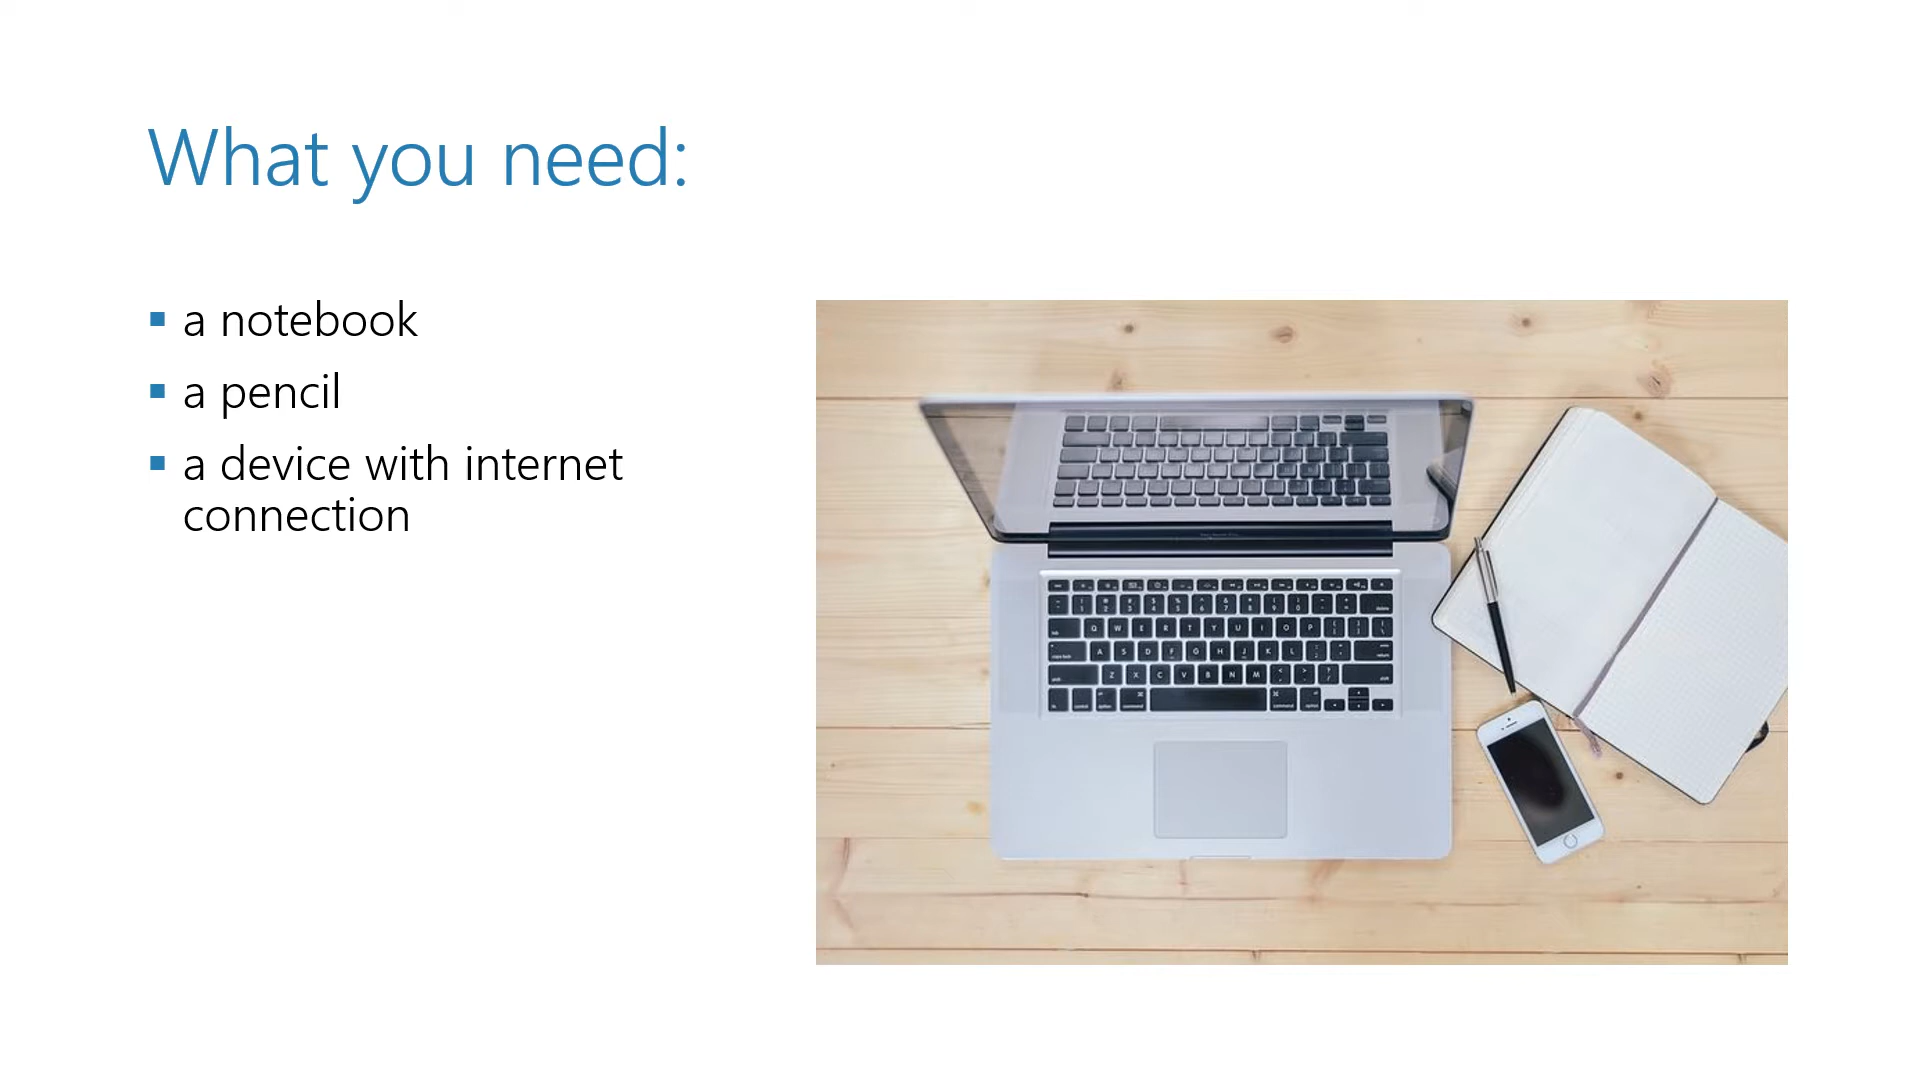 What you need:
a notebook
a pencil
a device with internet
connection